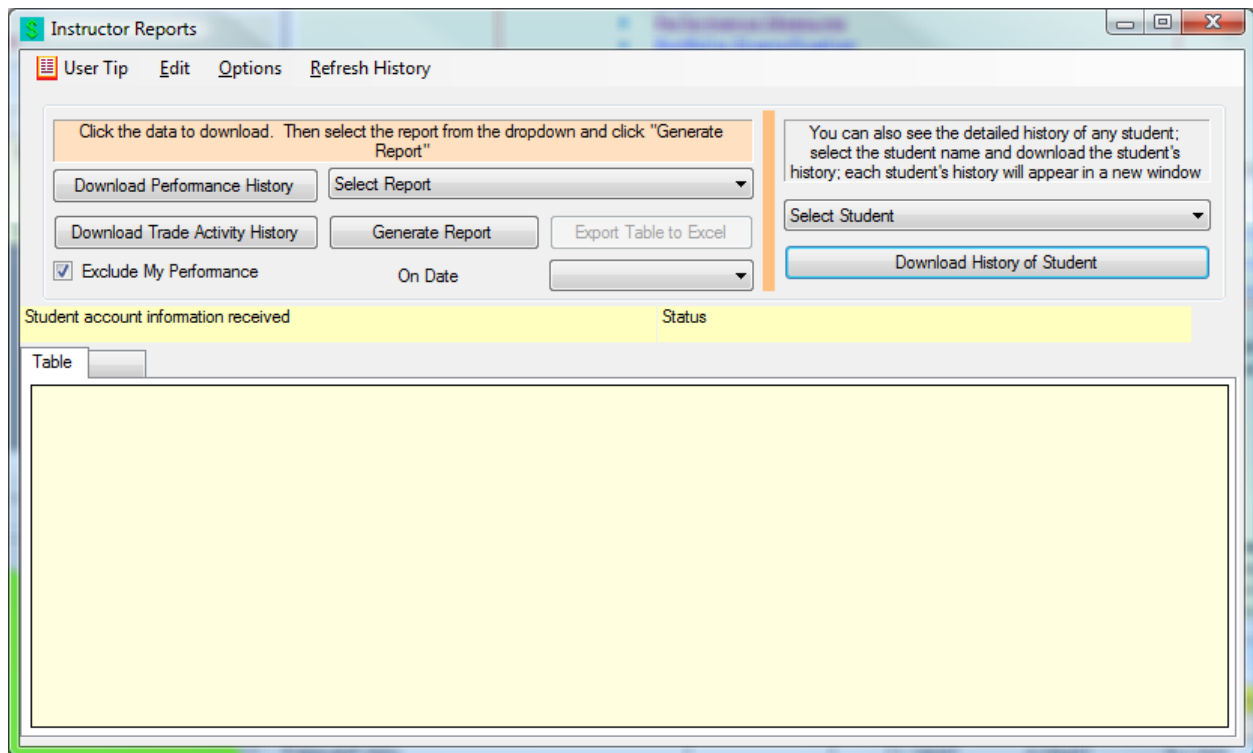 Instructor Reports
User Tip Edit Options Refresh History
Click the data to download. Then select the report from the dropdown and click "Generate
Report"
Download Performance History
Select Report
Download Trade Activity History
Generate Report
Export Table to Excel
Exclude My Performance
On Date
You can also see the detailed history of any student;
select the student name and download the student's
history; each student's history will appear in a new window
Select Student
Download History of Student
Student account information received
Status
Table